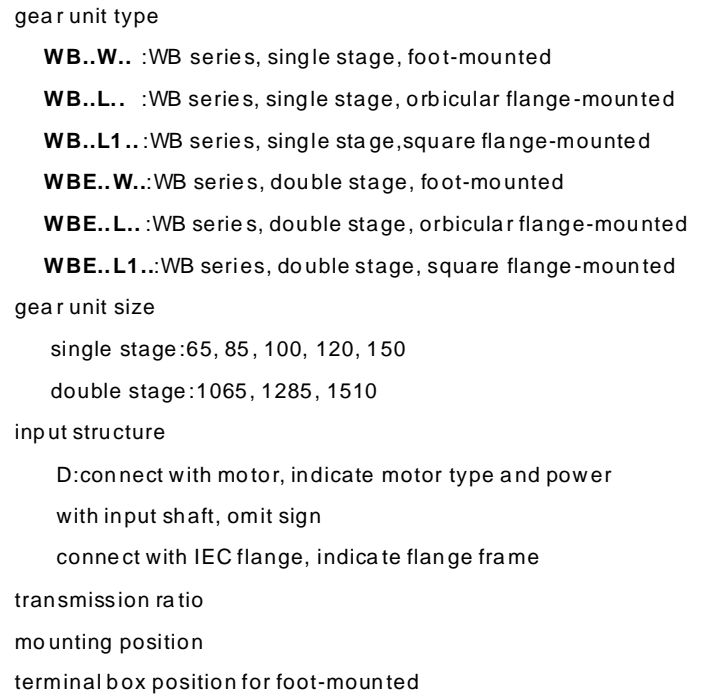 gear unit type
WB..W.. :WB series, single stage, foot-mounted
WB..L.. :WB series, single stage, orbicular flange-mounted
WB..L1..:WB series, single stage,square flange-mounted
WBE..W..:WB series, double stage, foot-mounted
WBE..L.. :WB series, double stage, orbicular flange-mounted
WBE..L1..:WB series, double stage, square flange-mounted
gear unit size
single stage:65, 85, 100, 120, 150
double stage:1065, 1285, 1510
input structure
D:connect with motor, indicate motor type and power
with input shaft, omit sign
connect with IEC flange, indicate flange frame
transmission ratio
mounting position
terminal box position for foot-mounted